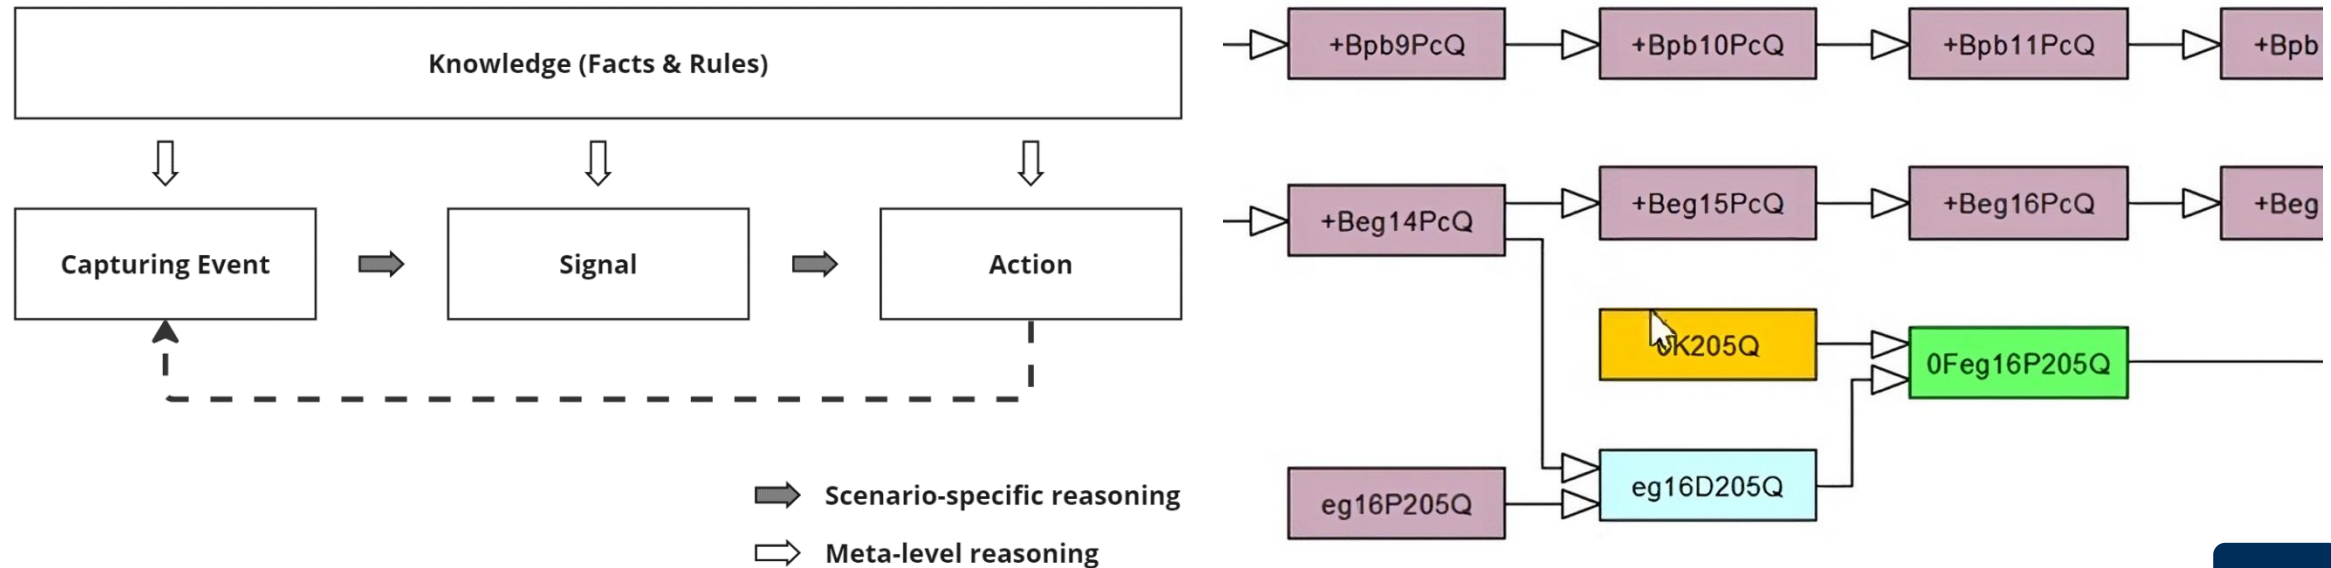 Knowledge (Facts & Rules)
Capturing Event
Signal
Action
Scenario-specific reasoning
Meta-level reasoning
+Bpb9PcQ
+Bpb10PcQ
+Bpb11PcQ
+Bpb
+Beg14PcQ
+Beg15PcQ
+Beg16PcQ
+Beg
K205Q
0Feg16P205Q
eg16D205Q
eg16P205Q